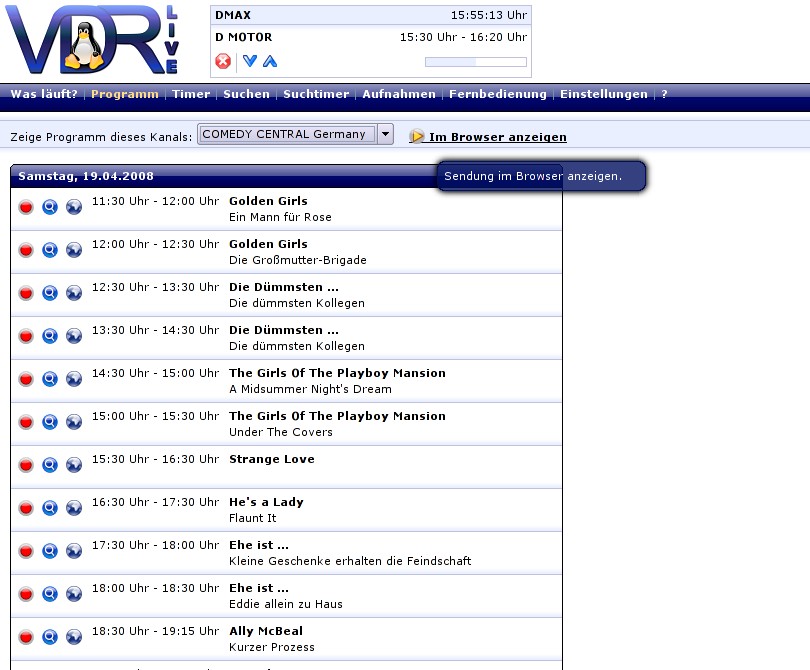 VDR LIVE
DMAX 15:55:13 Uhr
D MOTOR 15:30 Uhr - 16:20 Uhr
Was läuft? Programm Timer Suchen Suchtimer Aufnahmen Fernbedienung Einstellungen ?
Zeige Programm dieses Kanals: COMEDY CENTRAL Germany Im Browser anzeigen
Samstag, 19.04.2008
Sendung im Browser anzeigen.
11:30 Uhr - 12:00 Uhr Golden Girls
Ein Mann für Rose
12:00 Uhr - 12:30 Uhr Golden Girls
Die Großmutter-Brigade
12:30 Uhr - 13:30 Uhr Die Dümmsten ...
Die dümmsten Kollegen
13:30 Uhr - 14:30 Uhr Die Dümmsten ...
Die dümmsten Kollegen
14:30 Uhr - 15:00 Uhr The Girls Of The Playboy Mansion
A Midsummer Night's Dream
15:00 Uhr - 15:30 Uhr The Girls Of The Playboy Mansion
Under The Covers
15:30 Uhr - 16:30 Uhr Strange Love
16:30 Uhr - 17:30 Uhr He's a Lady
Flaunt It
17:30 Uhr - 18:00 Uhr Ehe ist ...
Kleine Geschenke erhalten die Feindschaft
18:00 Uhr - 18:30 Uhr Ehe ist ...
Eddie allein zu Haus
18:30 Uhr - 19:15 Uhr Ally McBeal
Kurzer Prozess